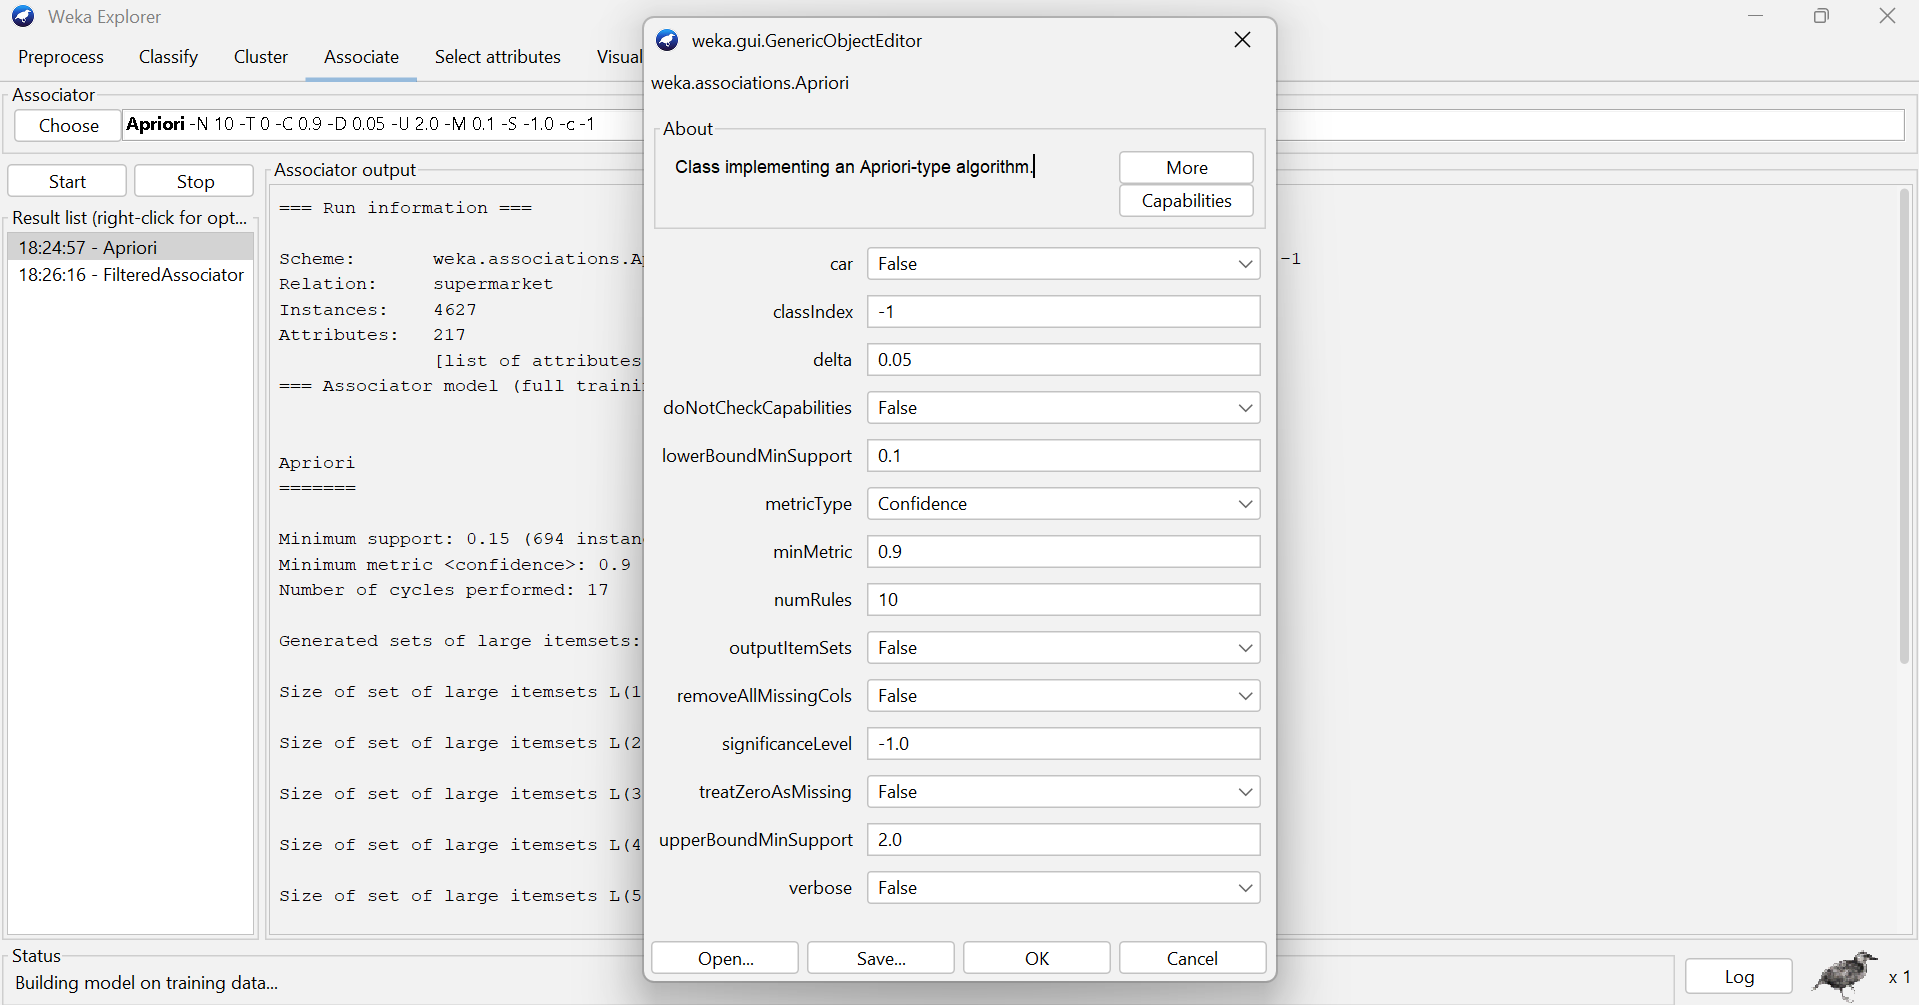 Weka Explorer
Preprocess Classify Cluster Associate Select attributes Visual
Associator
Choose Apriori -N 10 -T 0 -C 0.9 -D 0.05 -U 2.0 -M 0.1 -S -1.0 -c -1
Start Stop
Result list (right-click for opt...
18:24:57 - Apriori
18:26:16 - FilteredAssociator
Associator output
=== Run information ===
Scheme: weka.associations.A -1
Relation: supermarket
Instances: 4627
Attributes: 217
[list of attributes
=== Associator model (full traini
Apriori
=======
Minimum support: 0.15 (694 instan
Minimum metric <confidence>: 0.9
Number of cycles performed: 17
Generated sets of large itemsets:
Size of set of large itemsets L(1
Size of set of large itemsets L(2
Size of set of large itemsets L(3
Size of set of large itemsets L(4
Size of set of large itemsets L(5
weka.gui.GenericObjectEditor
weka.associations.Apriori
About
Class implementing an Apriori-type algorithm.
More
Capabilities
car False
classIndex -1
delta 0.05
doNotCheckCapabilities False
lowerBoundMinSupport 0.1
metricType Confidence
minMetric 0.9
numRules 10
outputItemSets False
removeAllMissingCols False
significanceLevel -1.0
treatZeroAsMissing False
upperBoundMinSupport 2.0
verbose False
Open... Save... OK Cancel
Status
Building model on training data...
Log x 1